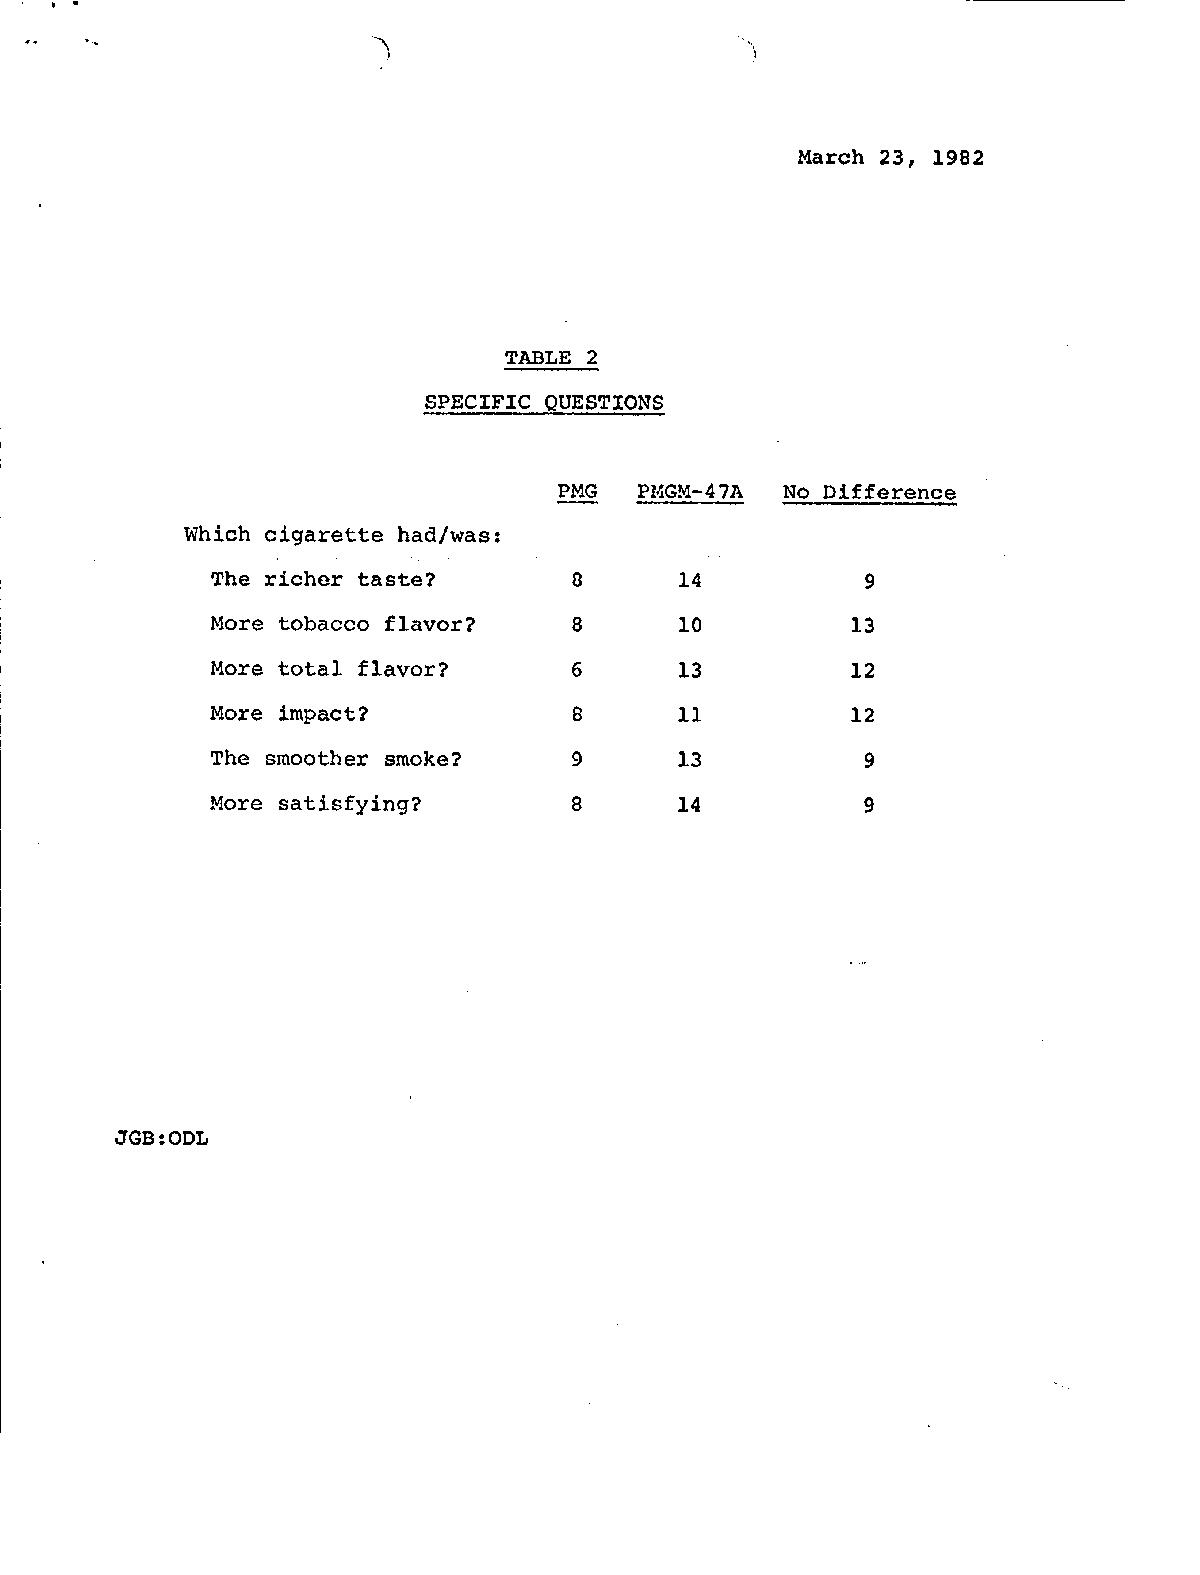 March 23, 1982
TABLE 2
SPECIFIC QUESTIONS
PMG PMGM-47A No Difference
Which cigarette had/was:
The richer taste? 8 14 9
More tobacco flavor? 8 10 13
More total flavor? 6 13 12
More impact? 8 11 12
The smoother smoke? 9 13 9
More satisfying? 8 14 9
JGB:ODL